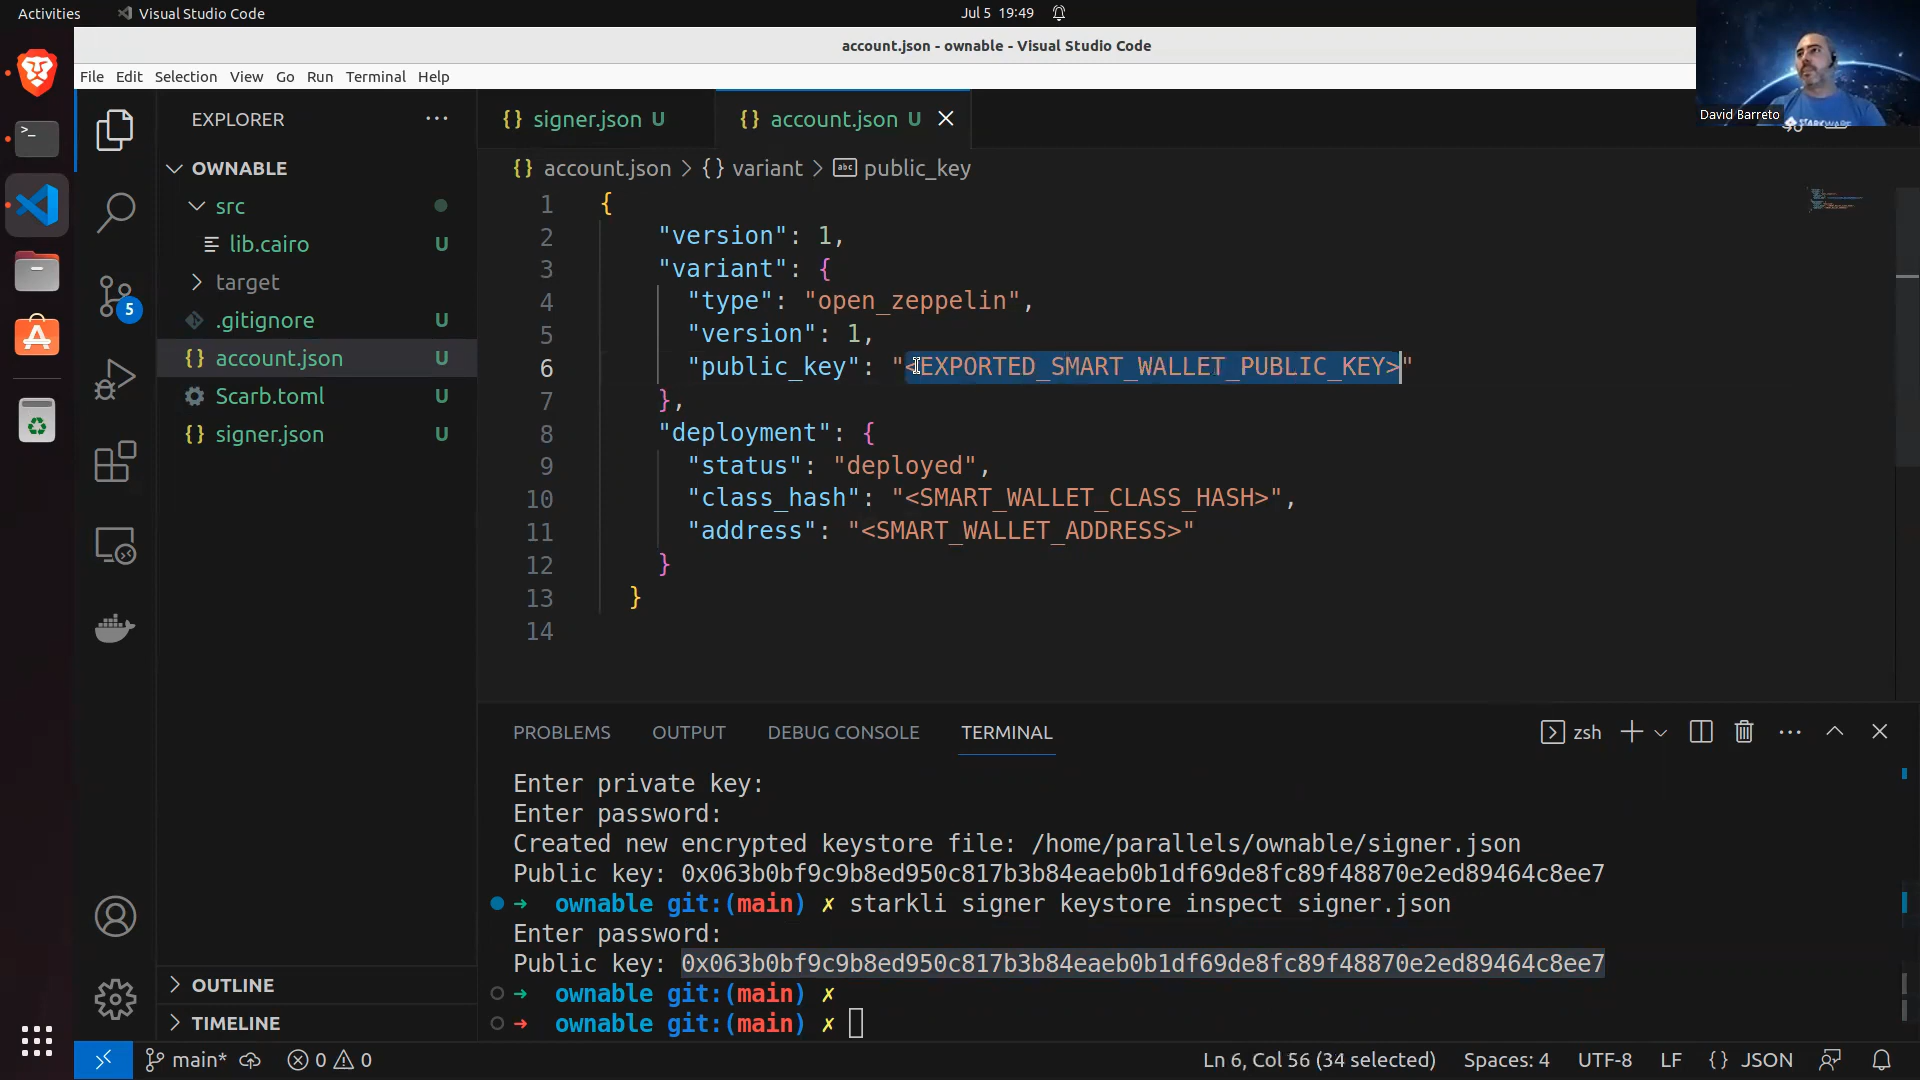 Activities
Visual Studio Code
Jul 5 19:49
account.json - ownable - Visual Studio Code
File Edit Selection View Go Run Terminal Help
David Barreto
EXPLORER
OWNABLE
src
lib.cairo U
target
.gitignore U
account.json U
Scarb.toml U
signer.json U
OUTLINE
TIMELINE
5
{} signer.json U
{} account.json U
{} account.json > {} variant > abc public_key
1 {
2 "version": 1,
3 "variant": {
4 "type": "open_zeppelin",
5 "version": 1,
6 "public_key": "<EXPORTED_SMART_WALLET_PUBLIC_KEY>"
7 },
8 "deployment": {
9 "status": "deployed",
10 "class_hash": "<SMART_WALLET_CLASS_HASH>",
11 "address": "<SMART_WALLET_ADDRESS>"
12 }
13 }
14
PROBLEMS OUTPUT DEBUG CONSOLE TERMINAL
zsh
Enter private key:
Enter password:
Created new encrypted keystore file: /home/parallels/ownable/signer.json
Public key: 0x063b0bf9c9b8ed950c817b3b84eaeb0b1df69de8fc89f48870e2ed89464c8ee7
➜ ownable git:(main) ✗ starkli signer keystore inspect signer.json
Enter password:
Public key: 0x063b0bf9c9b8ed950c817b3b84eaeb0b1df69de8fc89f48870e2ed89464c8ee7
➜ ownable git:(main) ✗
➜ ownable git:(main) ✗
main* 0 0
Ln 6, Col 56 (34 selected) Spaces: 4 UTF-8 LF {} JSON